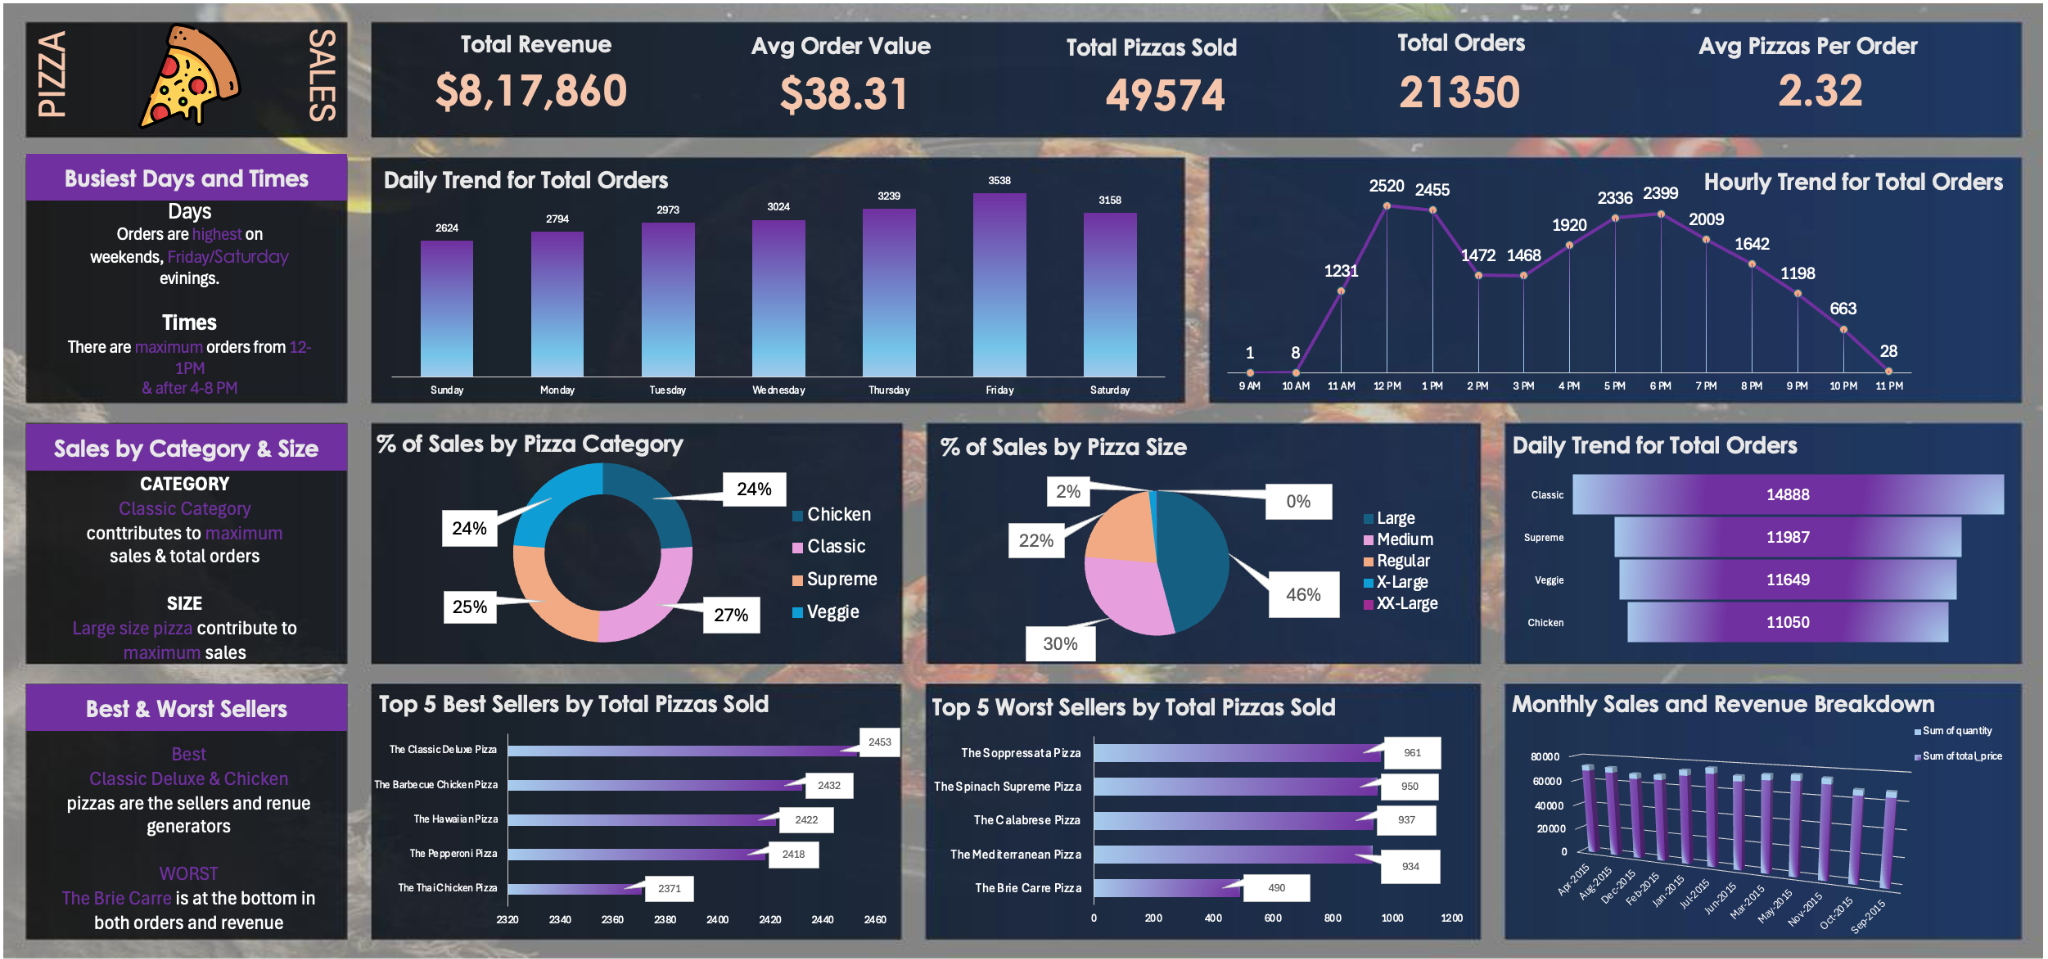 PIZZA
SALES
Total Revenue
$8,17,860
Avg Order Value
$38.31
Total Pizzas Sold
49574
Total Orders
21350
Avg Pizzas Per Order
2.32
Busiest Days and Times
Days
Orders are highest on
weekends, Friday/Saturday
evinings.
Times
There are maximum orders from 12-
1PM
& after 4-8 PM
Daily Trend for Total Orders
2624
2794
2973
3024
3239
3538
3158
Sunday
Monday
Tuesday
Wednesday
Thursday
Friday
Saturday
Hourly Trend for Total Orders
1
8
1231
2520
2455
1472
1468
1920
2336
2399
2009
1642
1198
663
28
9 AM
10 AM
11 AM
12 PM
1 PM
2 PM
3 PM
4 PM
5 PM
6 PM
7 PM
8 PM
9 PM
10 PM
11 PM
Sales by Category & Size
CATEGORY
Classic Category
conttributes to maximum
sales & total orders
SIZE
Large size pizza contribute to
maximum sales
% of Sales by Pizza Category
24%
27%
25%
24%
Chicken
Classic
Supreme
Veggie
% of Sales by Pizza Size
2%
0%
22%
46%
30%
Large
Medium
Regular
X-Large
XX-Large
Daily Trend for Total Orders
Classic 14888
Supreme 11987
Veggie 11649
Chicken 11050
Best & Worst Sellers
Best
Classic Deluxe & Chicken
pizzas are the sellers and renue
generators
WORST
The Brie Carre is at the bottom in
both orders and revenue
Top 5 Best Sellers by Total Pizzas Sold
The Classic Deluxe Pizza 2453
The Barbecue Chicken Pizza 2432
The Hawaiian Pizza 2422
The Pepperoni Pizza 2418
The Thai Chicken Pizza 2371
2320 2340 2360 2380 2400 2420 2440 2460
Top 5 Worst Sellers by Total Pizzas Sold
The Soppressata Pizza 961
The Spinach Supreme Pizza 950
The Calabrese Pizza 937
The Mediterranean Pizza 934
The Brie Carre Pizza 490
0 200 400 600 800 1000 1200
Monthly Sales and Revenue Breakdown
Sum of quantity
Sum of total_price
80000
60000
40000
20000
0
Apr-2015
Aug-2015
Dec-2015
Feb-2015
Jan-2015
Jul-2015
Jun-2015
Mar-2015
May-2015
Nov-2015
Oct-2015
Sep-2015